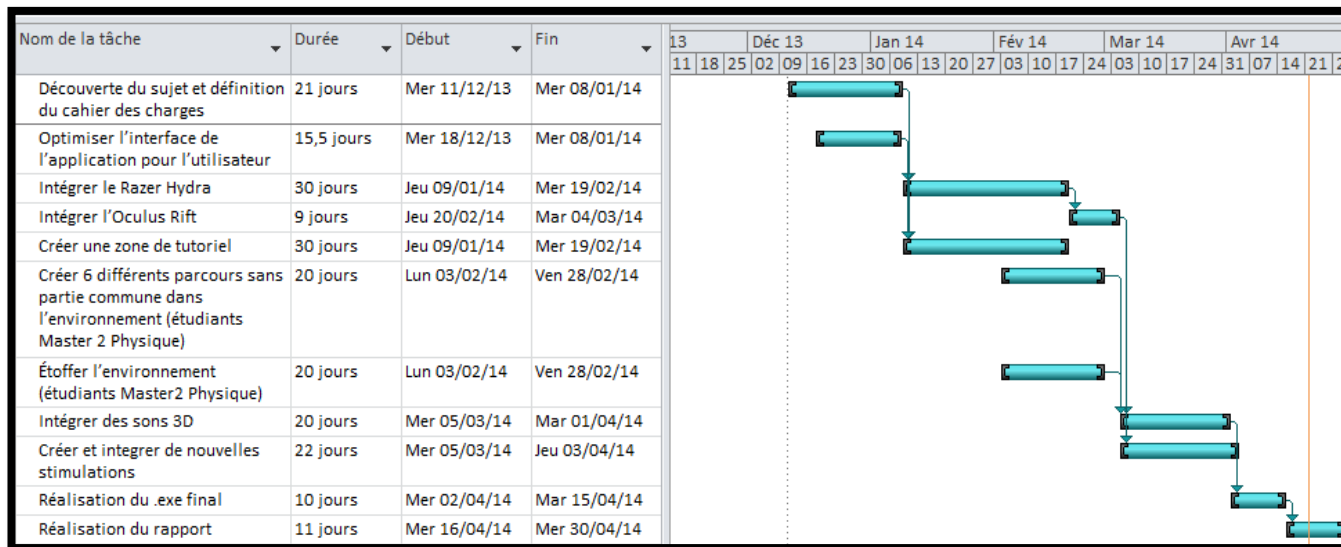 Nom de la tâche Durée Début Fin 13 Déc 13 Jan 14 Fév 14 Mar 14 Avr 14
11 18 25 02 09 16 23 30 06 13 20 27 03 10 17 24 03 10 17 24 31 07 14 21 2
Découverte du sujet et définition 21 jours Mer 11/12/13 Mer 08/01/14
du cahier des charges
Optimiser l'interface de 15,5 jours Mer 18/12/13 Mer 08/01/14
l'application pour l'utilisateur
Intégrer le Razer Hydra 30 jours Jeu 09/01/14 Mer 19/02/14
Intégrer l'Oculus Rift 9 jours Jeu 20/02/14 Mar 04/03/14
Créer une zone de tutoriel 30 jours Jeu 09/01/14 Mer 19/02/14
Créer 6 différents parcours sans 20 jours Lun 03/02/14 Ven 28/02/14
partie commune dans
l'environnement (étudiants
Master 2 Physique)
Étoffer l'environnement 20 jours Lun 03/02/14 Ven 28/02/14
(étudiants Master2 Physique)
Intégrer des sons 3D 20 jours Mer 05/03/14 Mar 01/04/14
Créer et integrer de nouvelles 22 jours Mer 05/03/14 Jeu 03/04/14
stimulations
Réalisation du .exe final 10 jours Mer 02/04/14 Mar 15/04/14
Réalisation du rapport 11 jours Mer 16/04/14 Mer 30/04/14